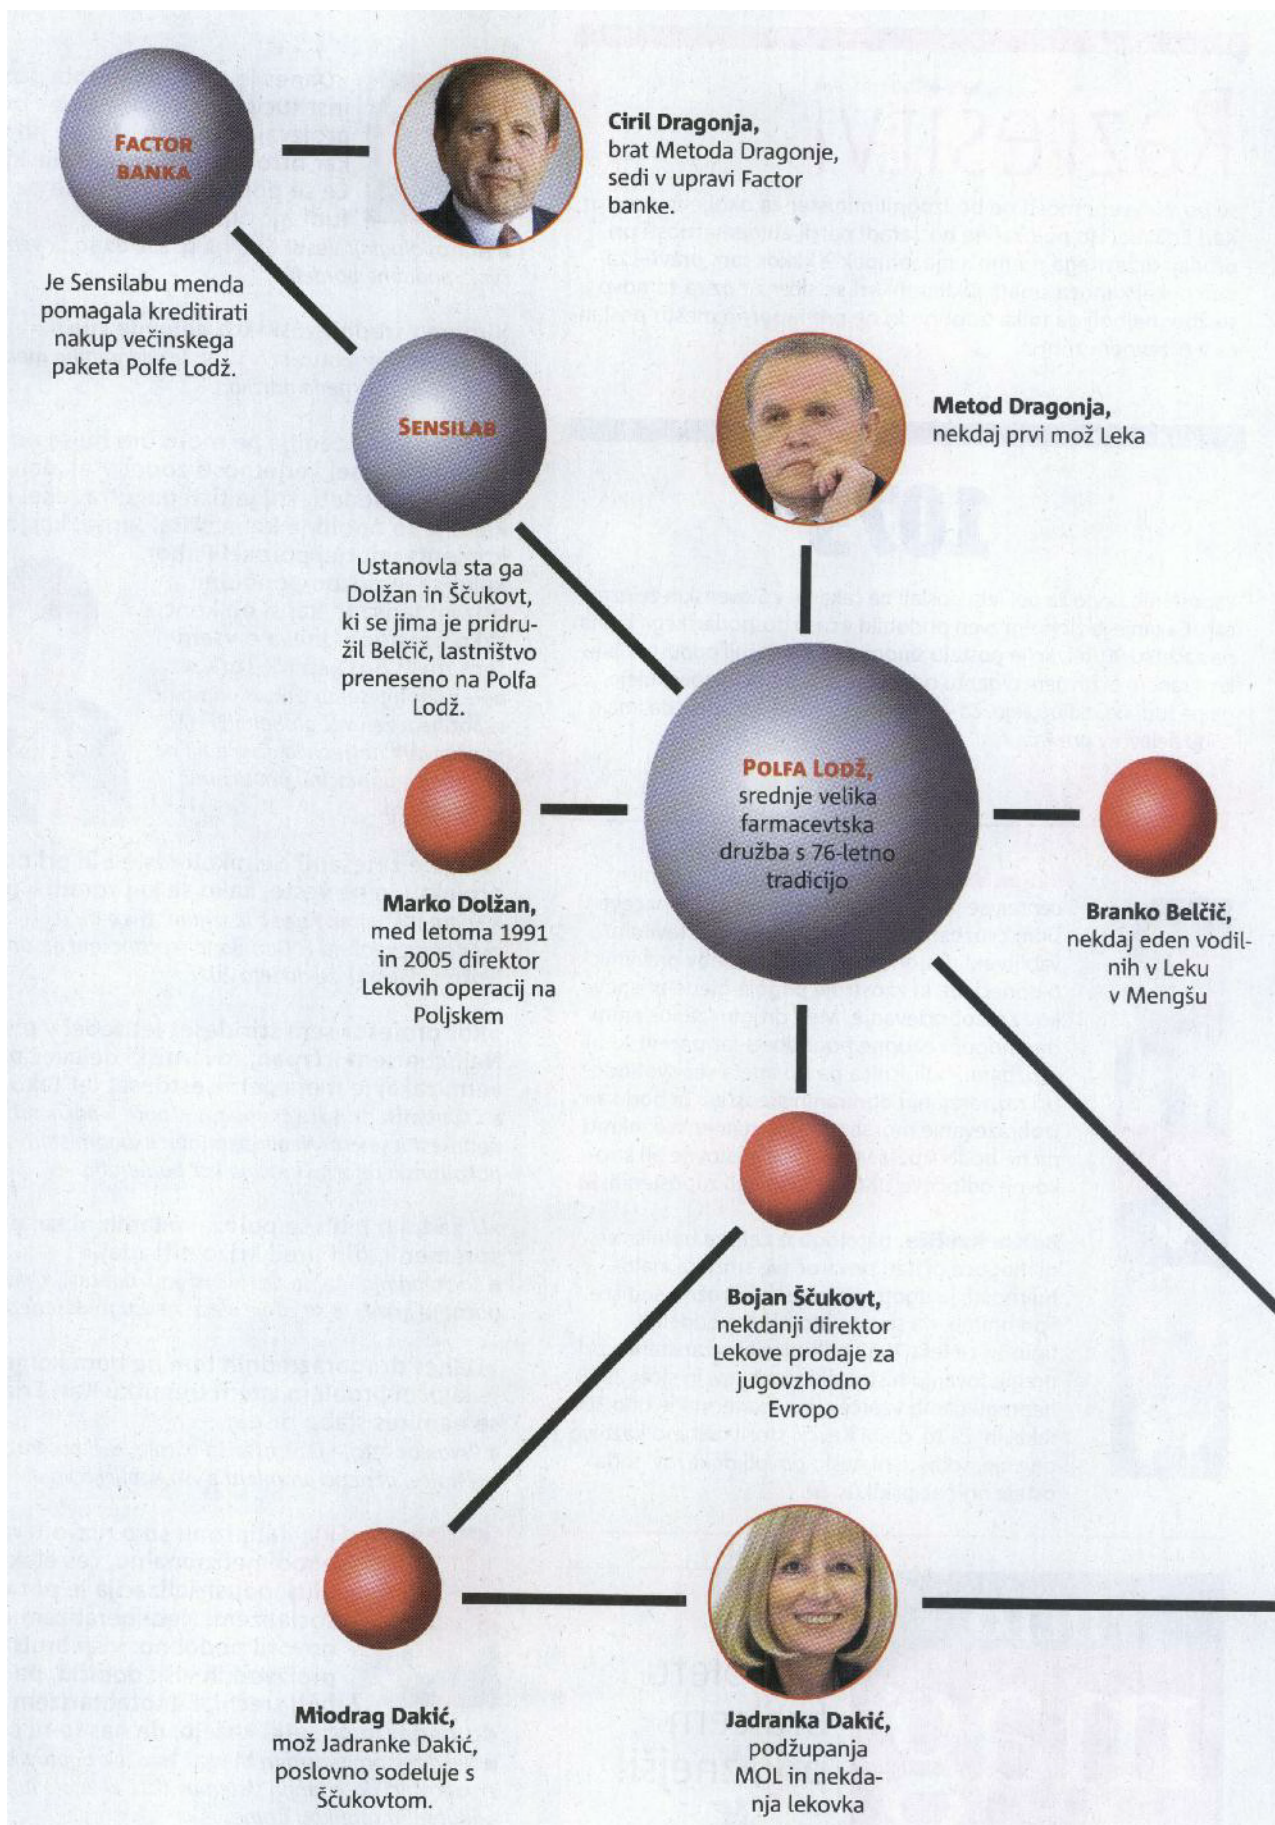 FACTOR
BANKA
Ciril Dragonja,
brat Metoda Dragonje,
sedi v upravi Factor
banke.
Je Sensilabu menda
pomagala kreditirati
nakup večinskega
paketa Polfe Lodž.
SENSILAB
Metod Dragonja,
nekdaj prvi mož Leka
Ustanovla sta ga
Dolžan in Ščukovt,
ki se jima je pridru-
žil Belčič, lastništvo
preneseno na Polfa
Lodž.
POLFA LODŽ,
srednje velika
farmacevtska
družba s 76-letno
tradicijo
Marko Dolžan,
med letoma 1991
in 2005 direktor
Lekovih operacij na
Poljskem
Branko Belčič,
nekdaj eden vodil-
nih v Leku
v Mengšu
Bojan Ščukovt,
nekdanji direktor
Lekove prodaje za
jugovzhodno
Evropo
Miodrag Dakić,
mož Jadranke Dakić,
poslovno sodeluje s
Ščukovtom.
Jadranka Dakić,
podžupanja
MOL in nekda-
nja lekovka